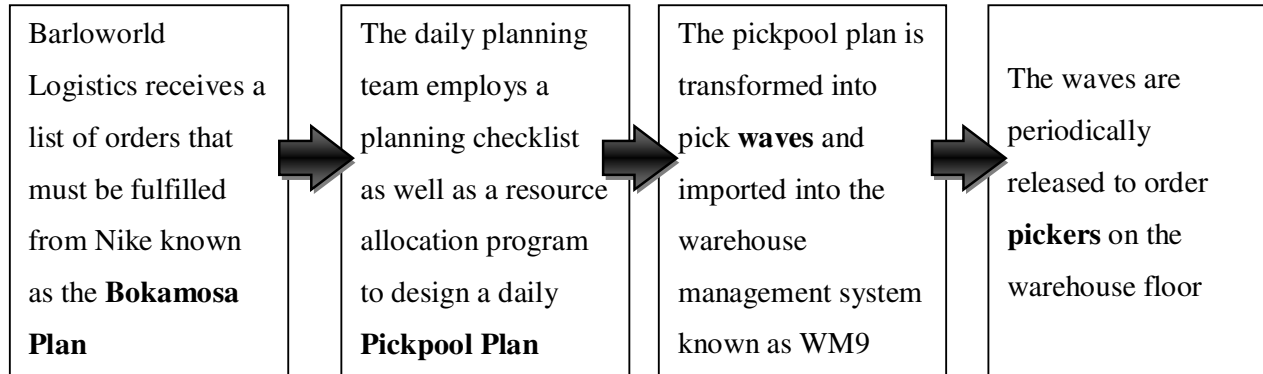 Barloworld
Logistics receives a
list of orders that
must be fulfilled
from Nike known
as the Bokamosa
Plan
The daily planning
team employs a
planning checklist
as well as a resource
allocation program
to design a daily
Pickpool Plan
The pickpool plan is
transformed into
pick waves and
imported into the
warehouse
management system
known as WM9
The waves are
periodically
released to order
pickers on the
warehouse floor